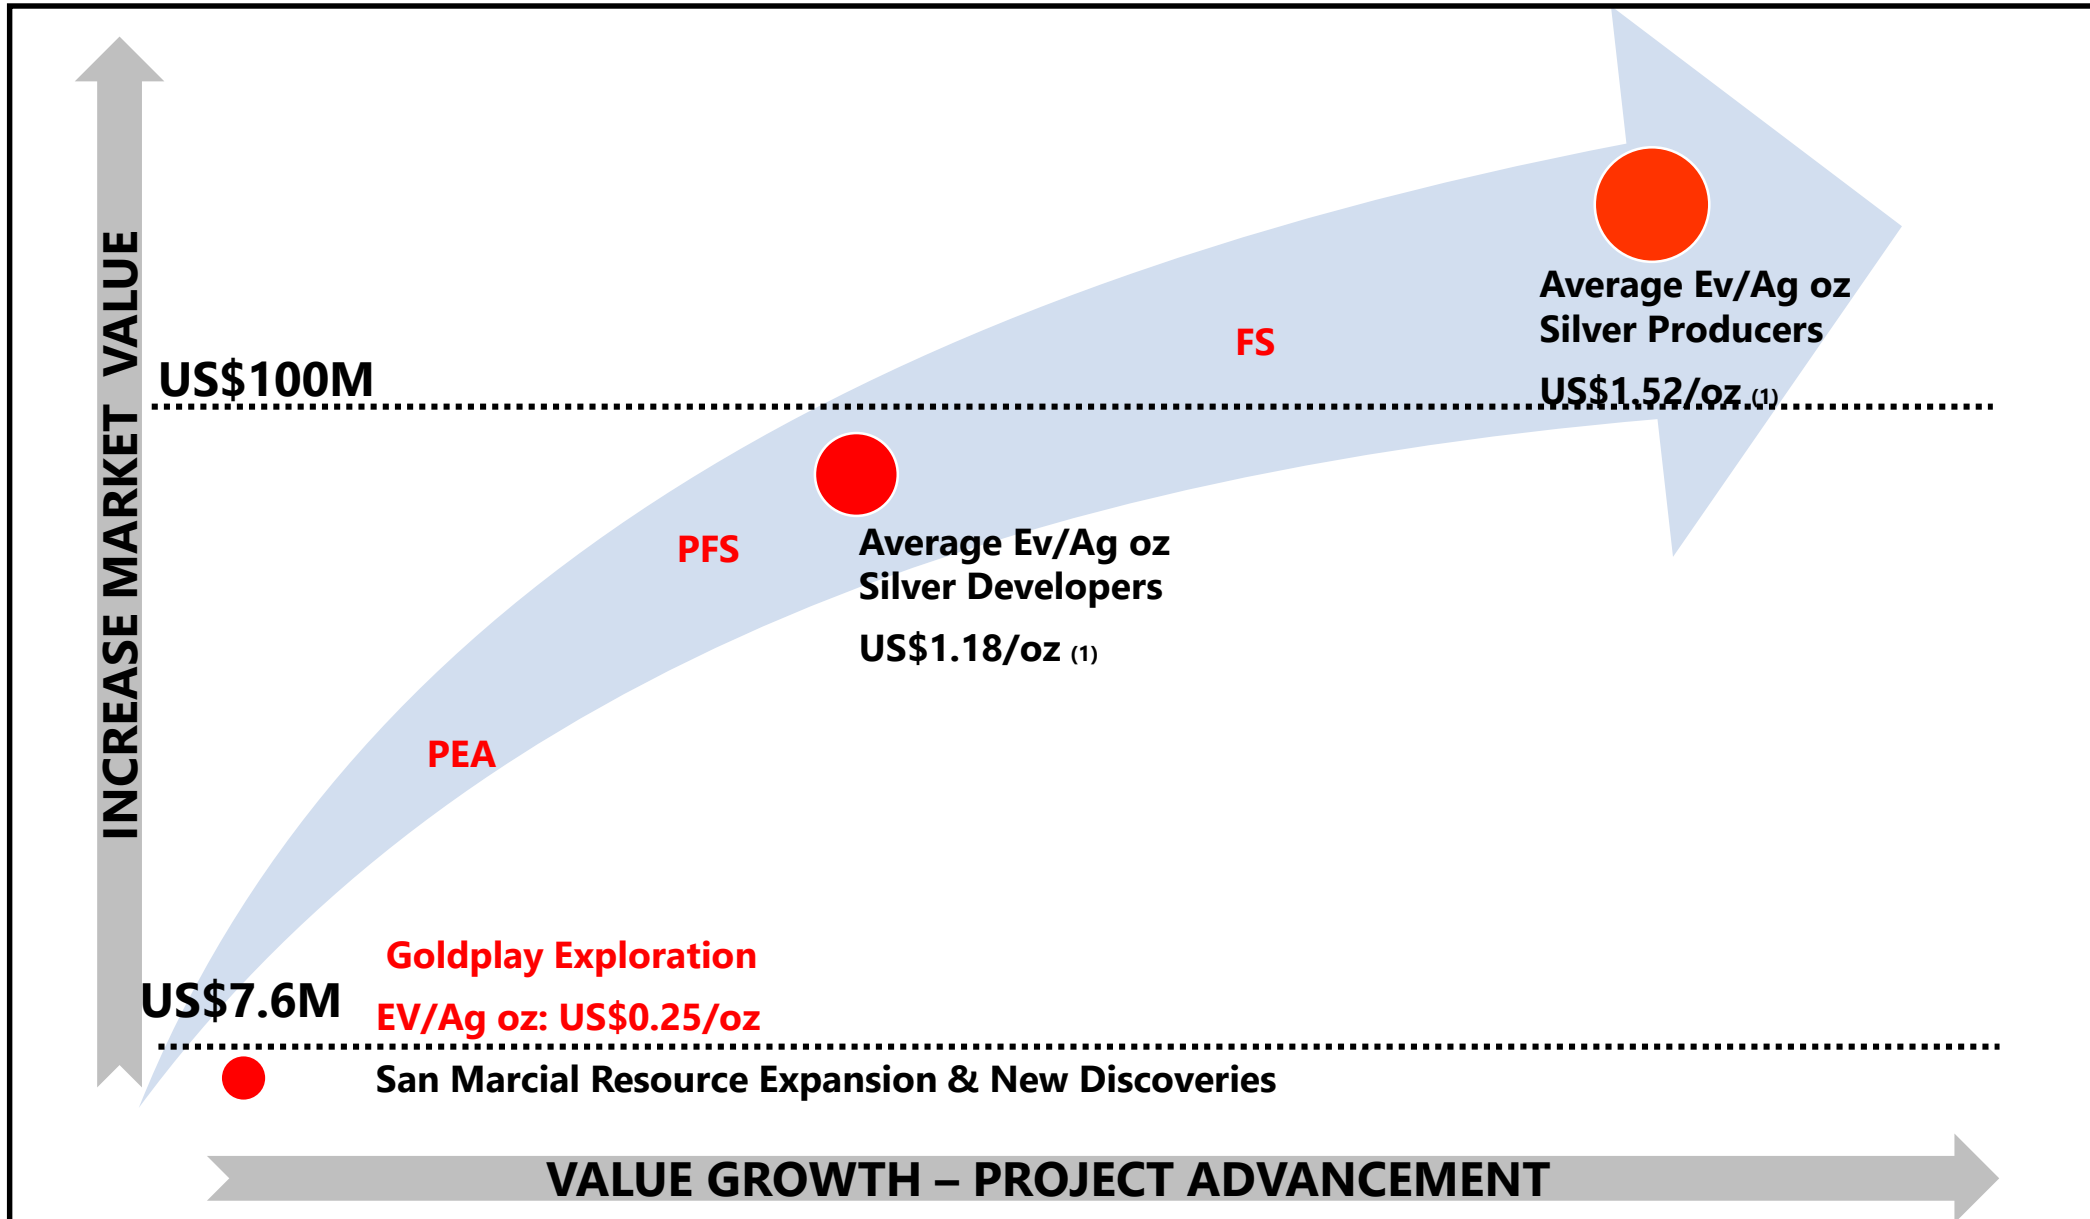 INCREASE MARKET VALUE
US$100M
FS
Average Ev/Ag oz
Silver Producers
US$1.52/oz (1)
PFS
Average Ev/Ag oz
Silver Developers
US$1.18/oz (1)
PEA
Goldplay Exploration
US$7.6M
EV/Ag oz: US$0.25/oz
San Marcial Resource Expansion & New Discoveries
VALUE GROWTH – PROJECT ADVANCEMENT